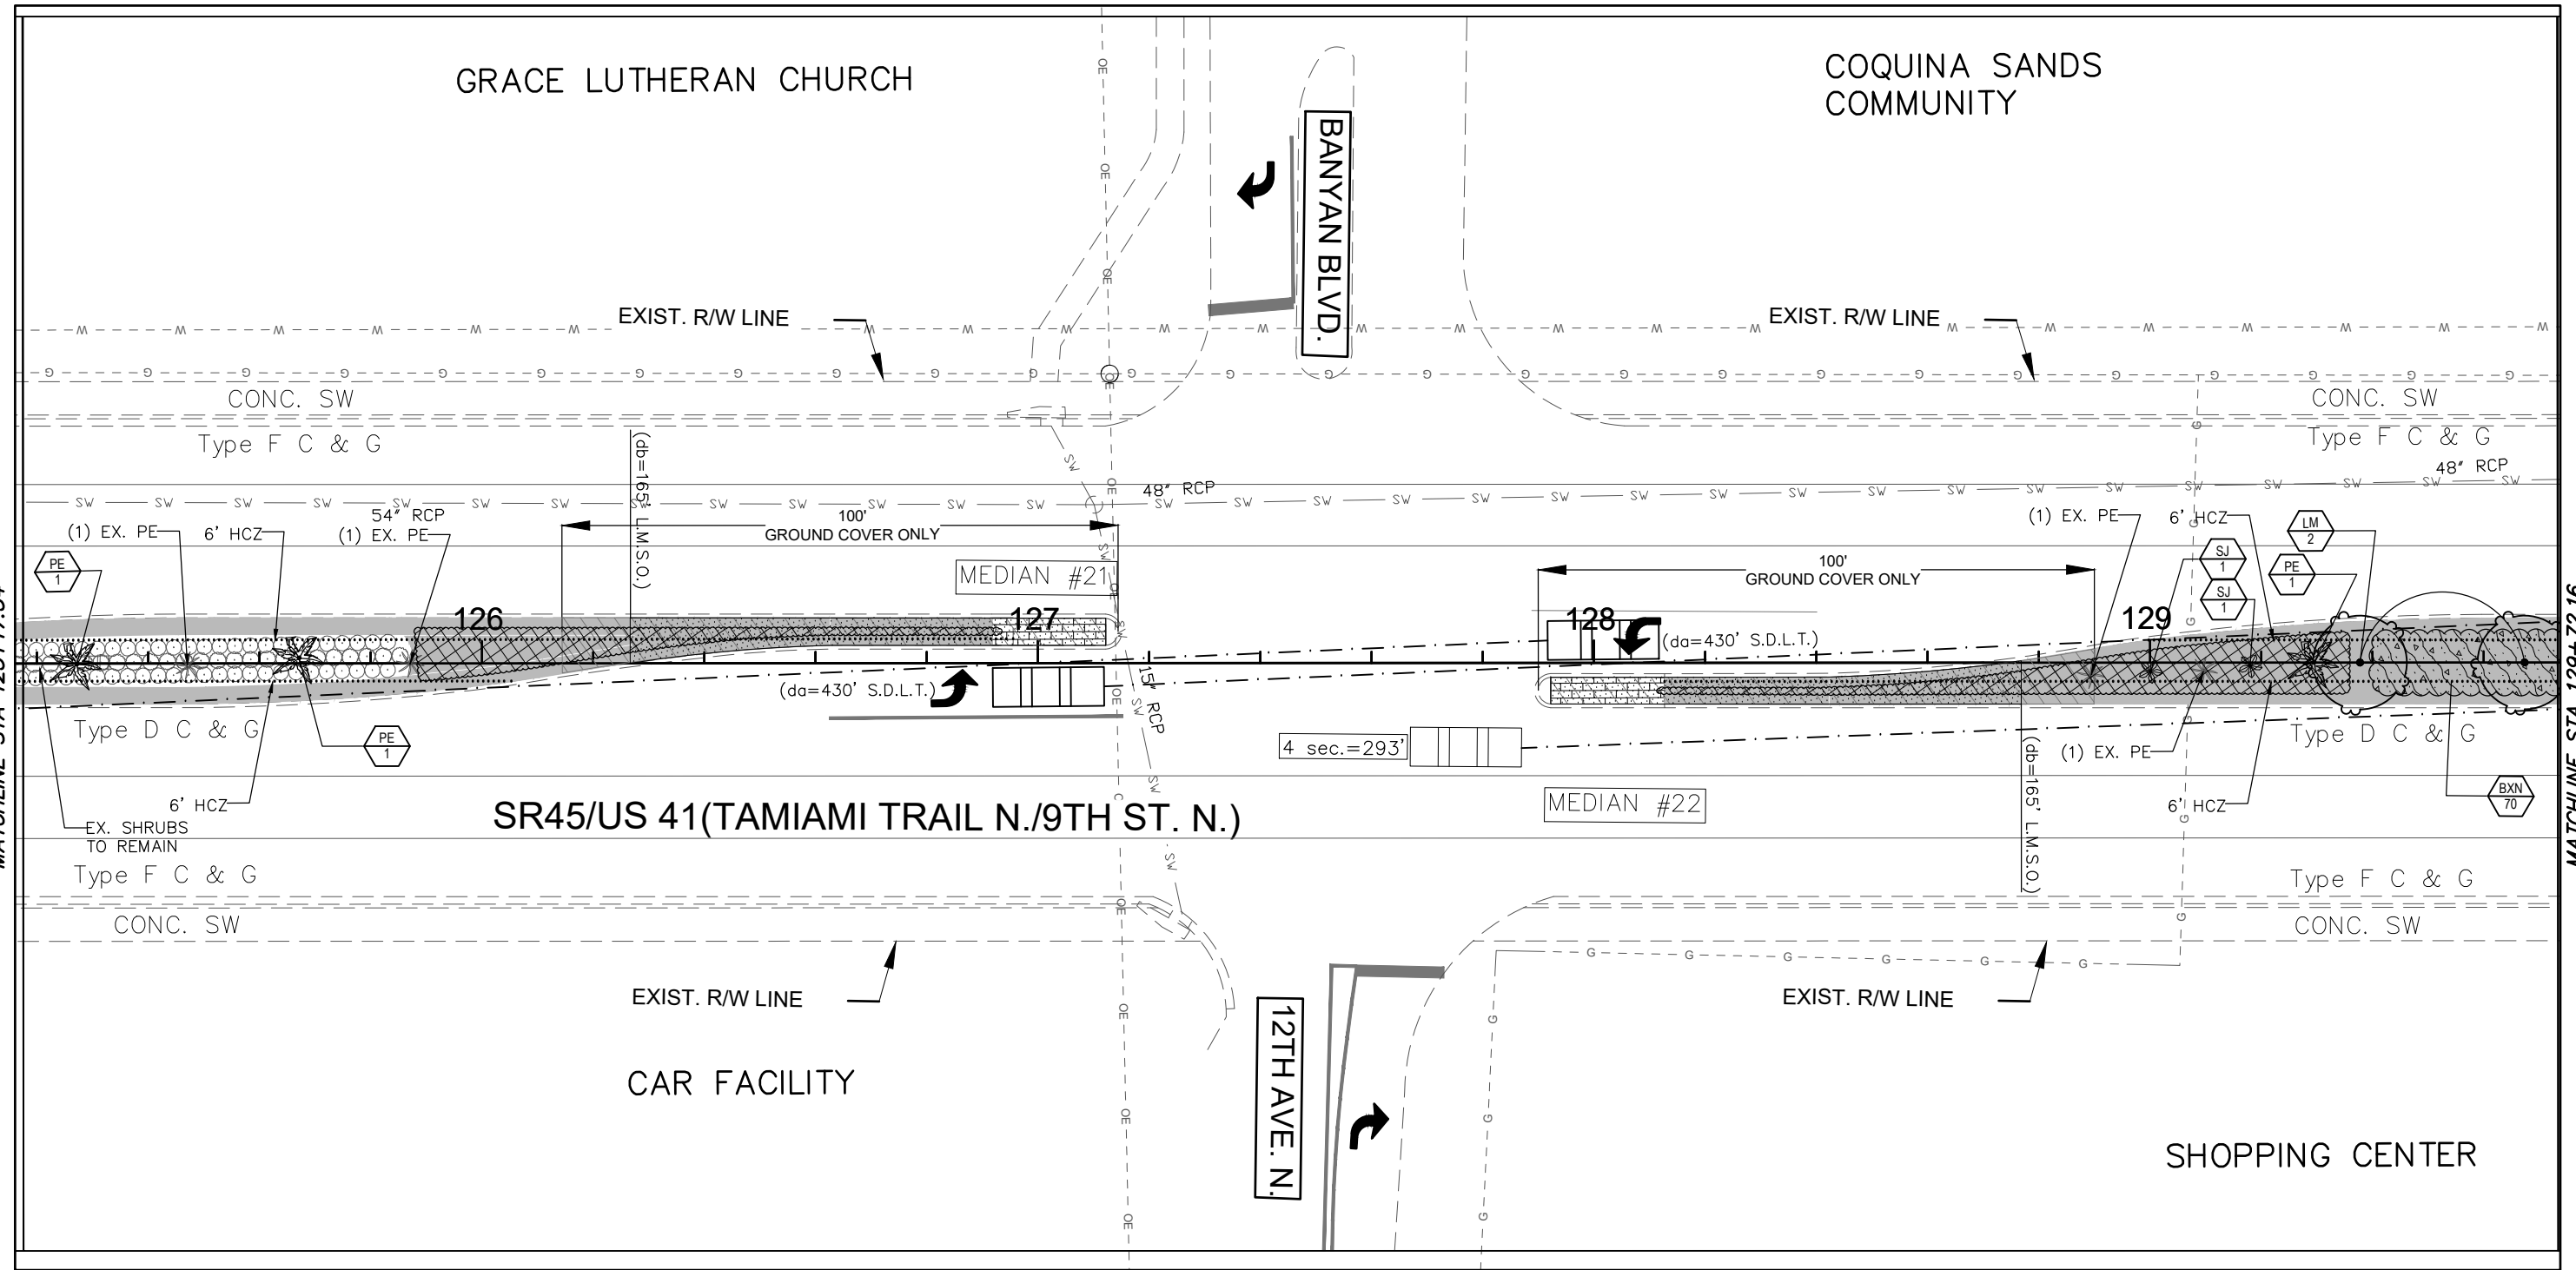 GRACE LUTHERAN CHURCH
COQUINA SANDS
COMMUNITY
BANYAN BLVD.
EXIST. R/W LINE
EXIST. R/W LINE
CONC. SW
CONC. SW
Type F C & G
Type F C & G
48" RCP
48" RCP
54" RCP
(1) EX. PE
6' HCZ
(1) EX. PE
(db=165' L.M.S.O.)
100'
GROUND COVER ONLY
MEDIAN #21
PE
1
100'
GROUND COVER ONLY
(1) EX. PE
6' HCZ
LM
2
SJ
1
PE
1
SJ
1
126
127
128
129
(da=430' S.D.L.T.)
(da=430' S.D.L.T.)
15" RCP
Type D C & G
Type D C & G
PE
1
4 sec.=293'
(1) EX. PE
(db=165' L.M.S.O.)
6' HCZ
EX. SHRUBS
TO REMAIN
6' HCZ
BXN
70
MEDIAN #22
SR45/US 41(TAMIAMI TRAIL N./9TH ST. N.)
Type F C & G
Type F C & G
CONC. SW
CONC. SW
EXIST. R/W LINE
EXIST. R/W LINE
12TH AVE. N.
CAR FACILITY
SHOPPING CENTER
MATCHLINE STA 129+72.16